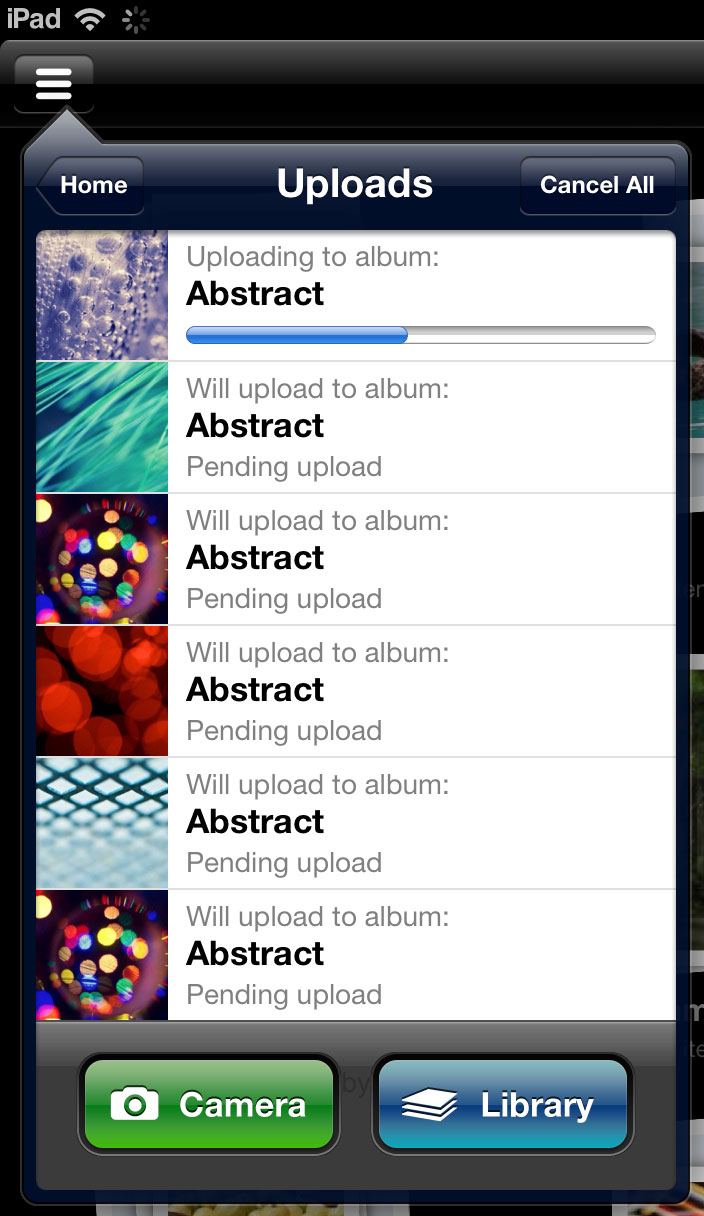 iPad
Home
Uploads
Cancel All
Uploading to album:
Abstract
Will upload to album:
Abstract
Pending upload
Will upload to album:
Abstract
Pending upload
Will upload to album:
Abstract
Pending upload
Will upload to album:
Abstract
Pending upload
Will upload to album:
Abstract
Pending upload
by
Camera
Library